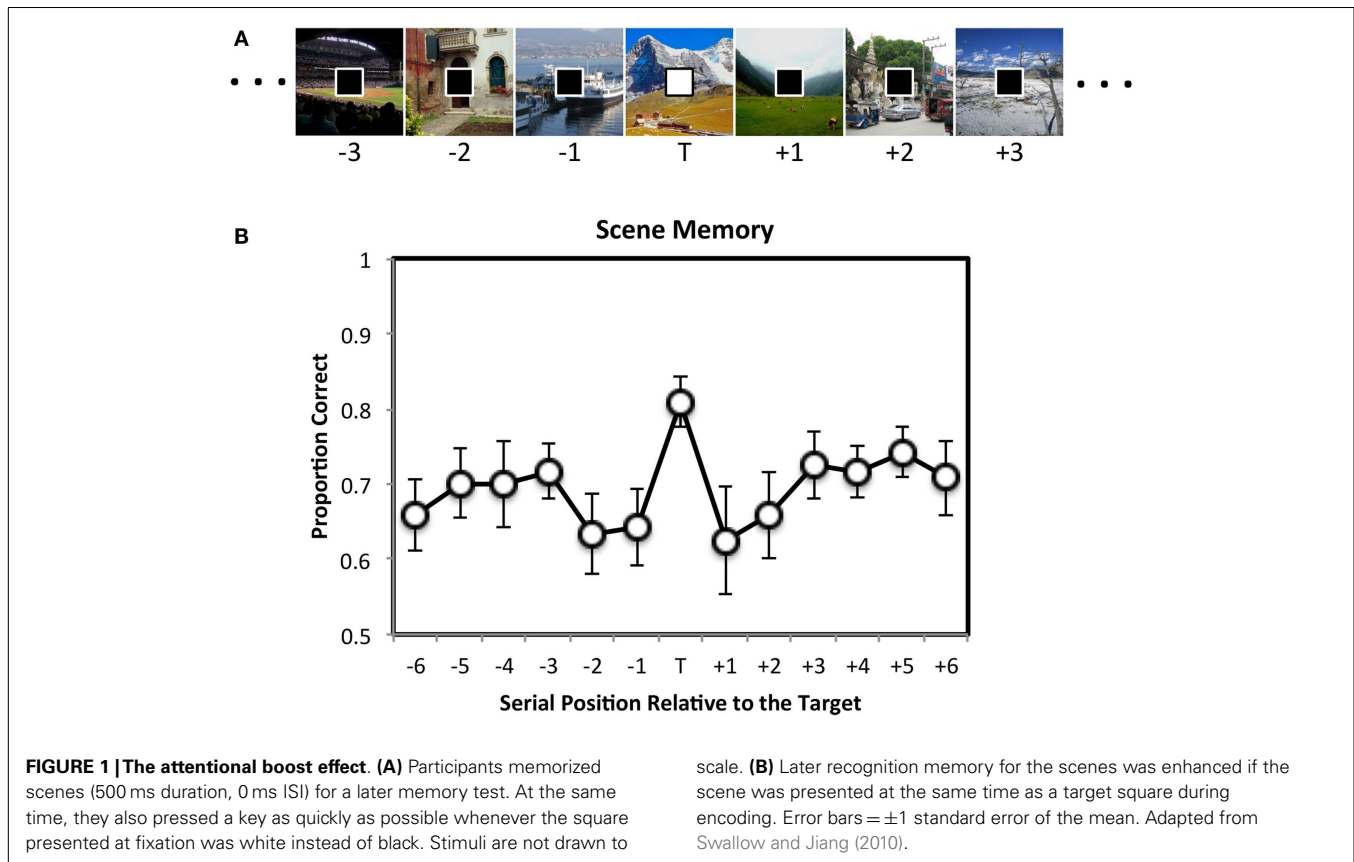 A
... ...
-3 -2 -1 T +1 +2 +3
B
Scene Memory
1
0.9
0.8
0.7
0.6
0.5
Proportion Correct
-6 -5 -4 -3 -2 -1 T +1 +2 +3 +4 +5 +6
Serial Position Relative to the Target
FIGURE 1 | The attentional boost effect. (A) Participants memorized
scenes (500 ms duration, 0 ms ISI) for a later memory test. At the same
time, they also pressed a key as quickly as possible whenever the square
presented at fixation was white instead of black. Stimuli are not drawn to
scale. (B) Later recognition memory for the scenes was enhanced if the
scene was presented at the same time as a target square during
encoding. Error bars = ±1 standard error of the mean. Adapted from
Swallow and Jiang (2010).